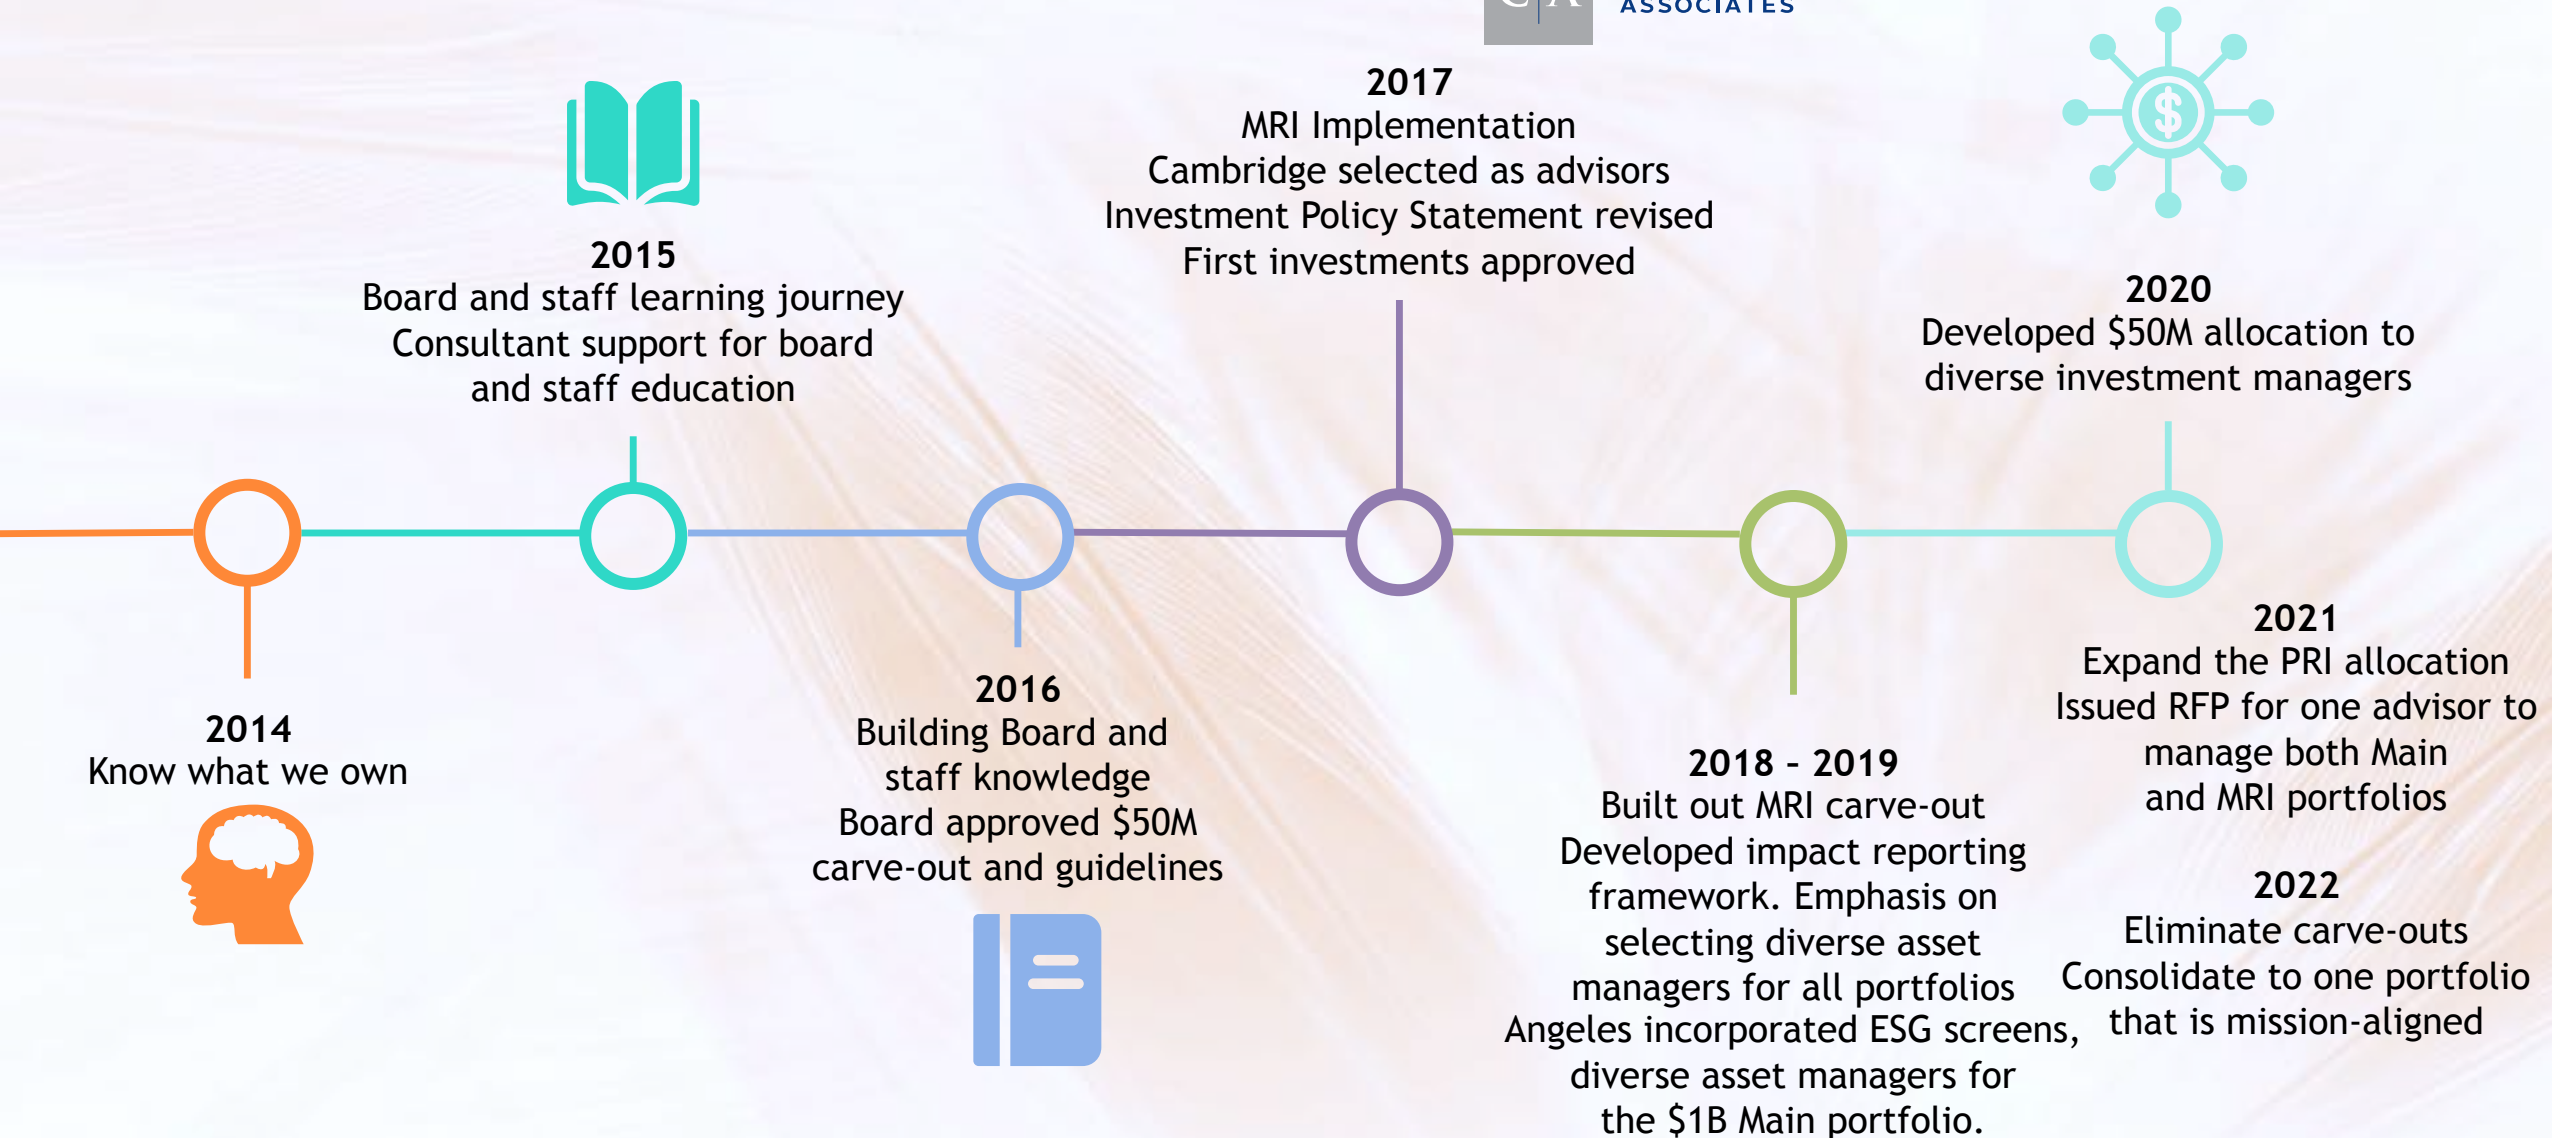 C A
ASSOCIATES
2014
Know what we own
2015
Board and staff learning journey
Consultant support for board
and staff education
2016
Building Board and
staff knowledge
Board approved $50M
carve-out and guidelines
2017
MRI Implementation
Cambridge selected as advisors
Investment Policy Statement revised
First investments approved
2018 – 2019
Built out MRI carve-out
Developed impact reporting
framework. Emphasis on
selecting diverse asset
managers for all portfolios
Angeles incorporated ESG screens,
diverse asset managers for
the $1B Main portfolio.
$
2020
Developed $50M allocation to
diverse investment managers
2021
Expand the PRI allocation
Issued RFP for one advisor to
manage both Main
and MRI portfolios
2022
Eliminate carve-outs
Consolidate to one portfolio
that is mission-aligned